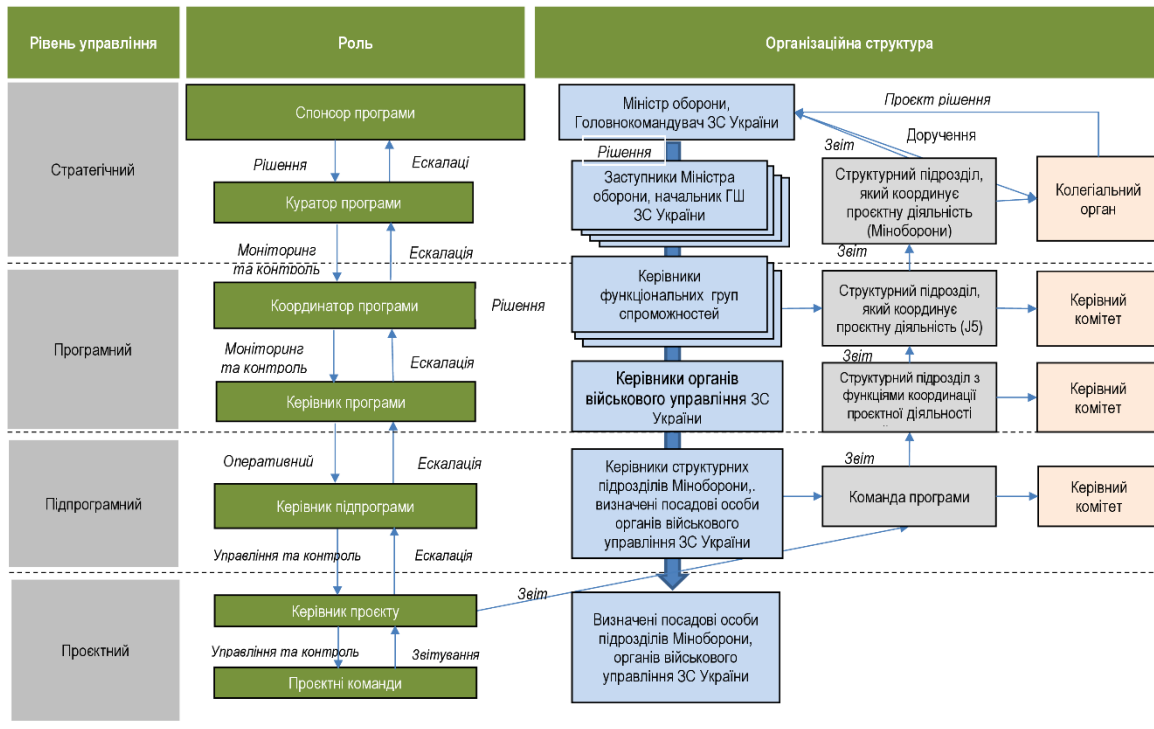 Рівень управління
Роль
Організаційна структура
Стратегічний
Спонсор програми
Рішення
Ескалаці
Куратор програми
Моніторинг
та контроль
Ескалація
Міністр оборони,
Головнокомандувач ЗС України
Рішення
Заступники Міністра
оборони, начальник ГШ
ЗС України
Проєкт рішення
Доручення
Звіт
Структурний підрозділ,
який координує
проєктну діяльність
(Міноборони)
Колегіальний
орган
Звіт
Програмний
Координатор програми
Рішення
Моніторинг
та контроль
Ескалація
Керівник програми
Керівники
функціональних груп
спроможностей
Структурний підрозділ,
який координує
проєктну діяльність (J5)
Керівний
комітет
Звіт
Керівники органів
військового управління ЗС
України
Структурний підрозділ з
функціями координації
проєктної діяльності
Керівний
комітет
Підпрограмний
Оперативний
Ескалація
Керівник підпрограми
Управління та контроль
Ескалація
Керівники структурних
підрозділів Міноборони,.
визначені посадові особи
органів військового
управління ЗС України
Звіт
Команда програми
Керівний
комітет
Проєктний
Керівник проєкту
Звіт
Управління та контроль
Звітування
Проєктні команди
Визначені посадові особи
підрозділів Міноборони,
органів військового
управління ЗС України